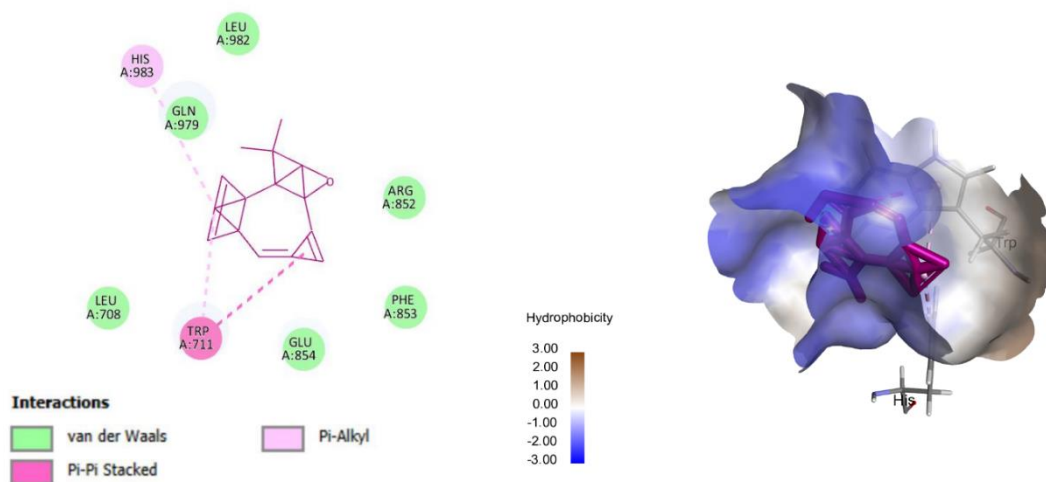 LEU
A:982
HIS
A:983
GLN
A:979
O
ARG
A:852
LEU
A:708
TRP
A:711
GLU
A:854
PHE
A:853
Interactions
van der Waals
Pi-Pi Stacked
Pi-Alkyl
Hydrophobicity
3.00
2.00
1.00
0.00
-1.00
-2.00
-3.00
Trp
His